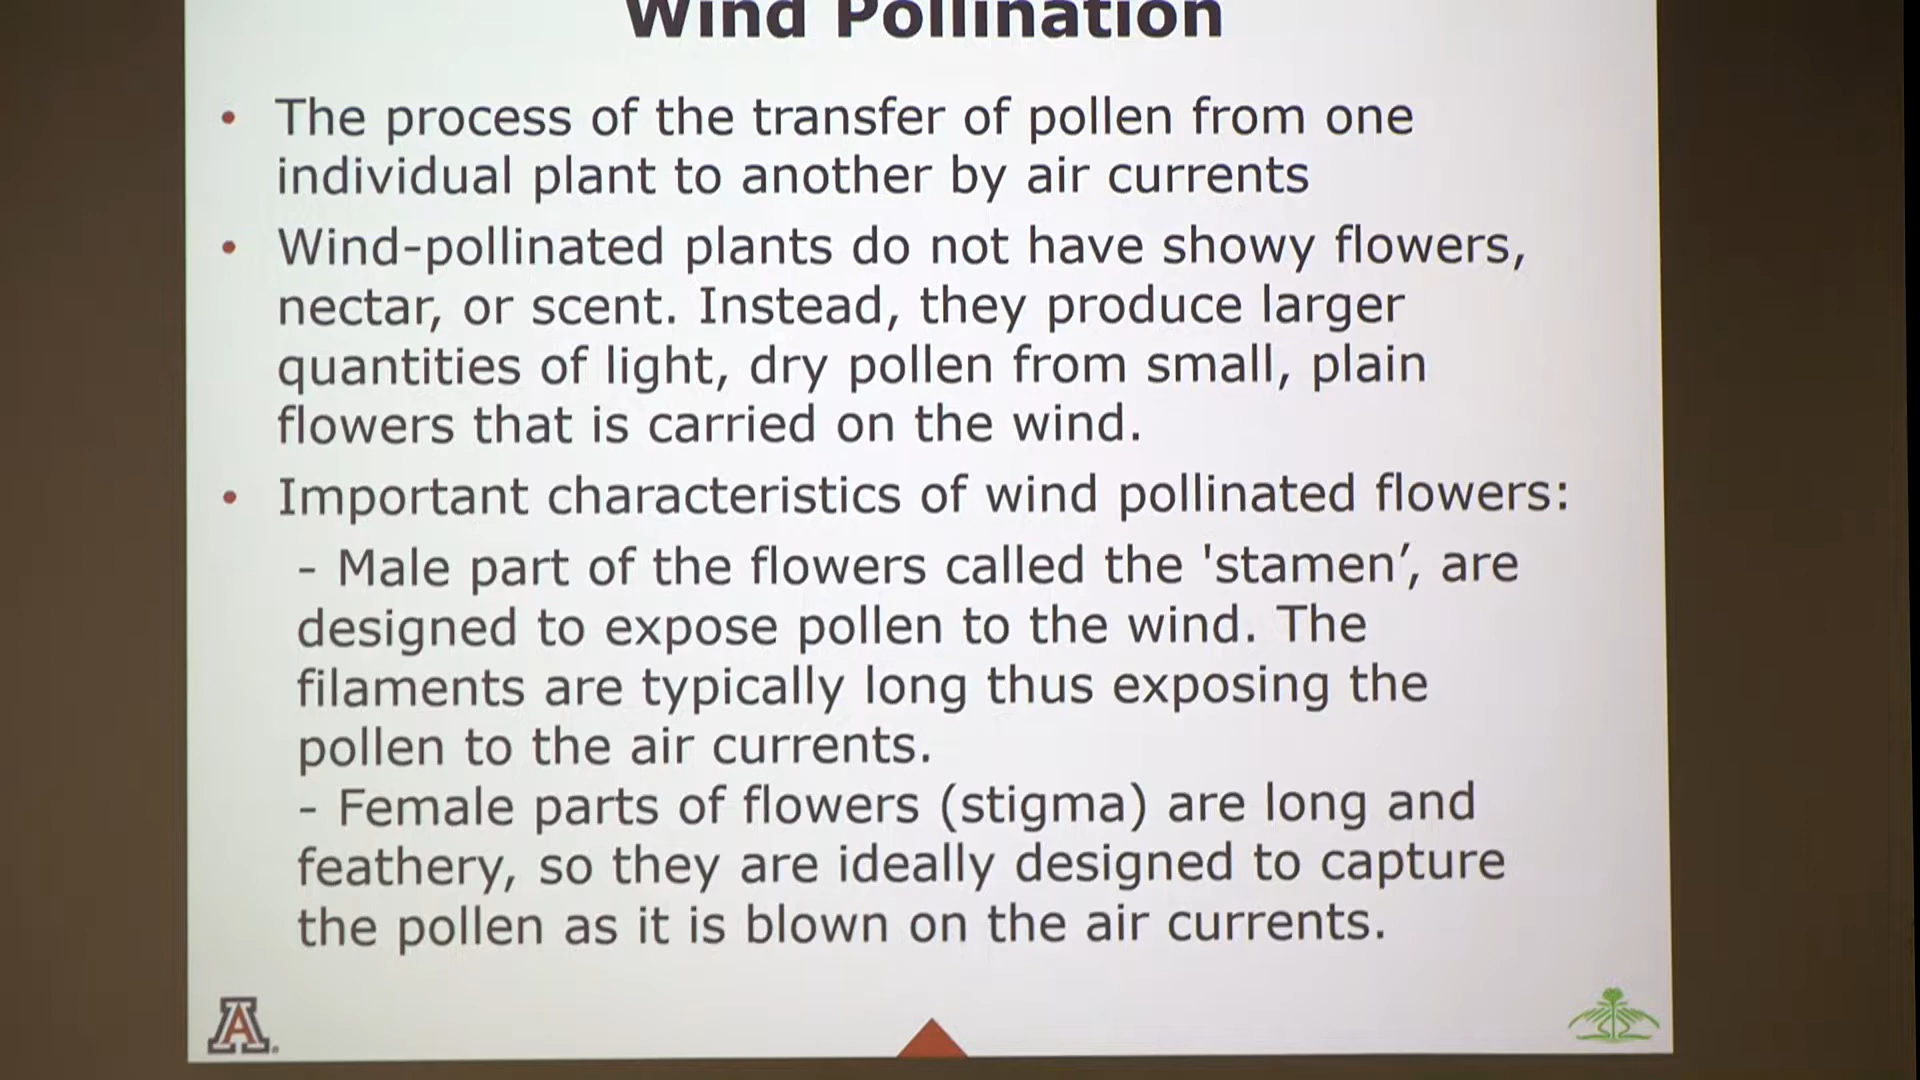 Wind Pollination
• The process of the transfer of pollen from one
individual plant to another by air currents
• Wind-pollinated plants do not have showy flowers,
nectar, or scent. Instead, they produce larger
quantities of light, dry pollen from small, plain
flowers that is carried on the wind.
• Important characteristics of wind pollinated flowers:
- Male part of the flowers called the 'stamen’, are
designed to expose pollen to the wind. The
filaments are typically long thus exposing the
pollen to the air currents.
- Female parts of flowers (stigma) are long and
feathery, so they are ideally designed to capture
the pollen as it is blown on the air currents.
A